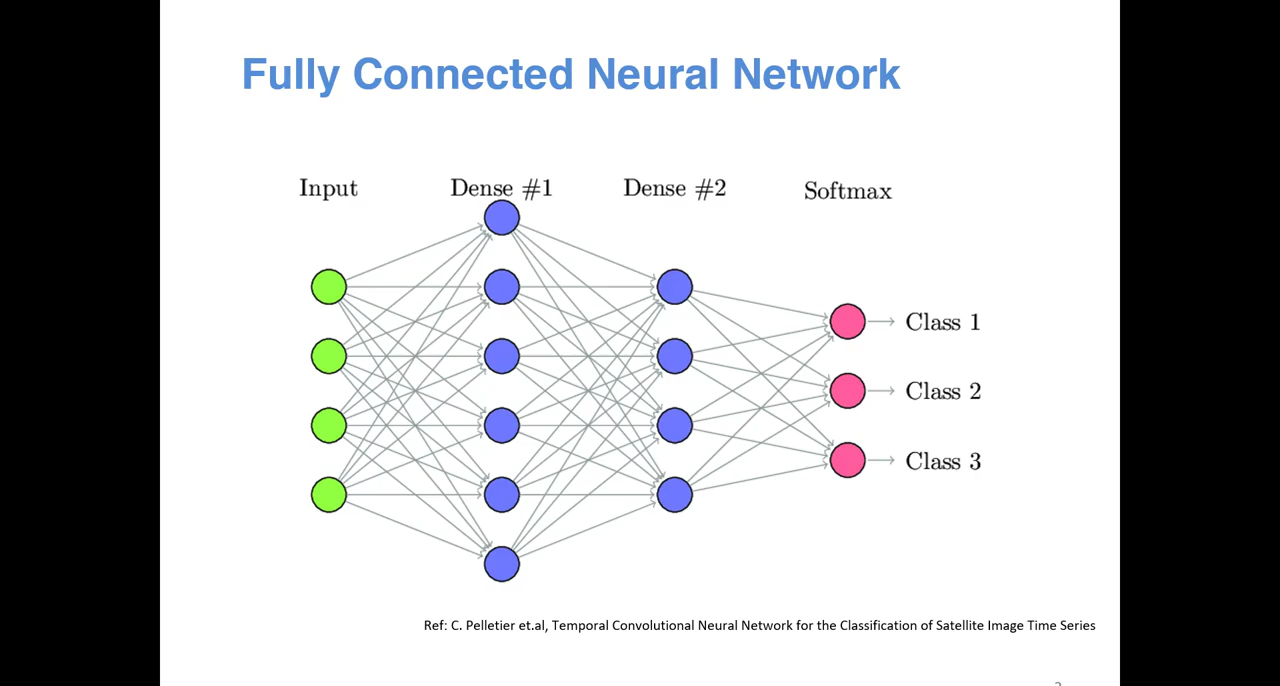 Fully Connected Neural Network
Input Dense #1 Dense #2 Softmax
Class 1
Class 2
Class 3
Ref: C. Pelletier et.al, Temporal Convolutional Neural Network for the Classification of Satellite Image Time Series